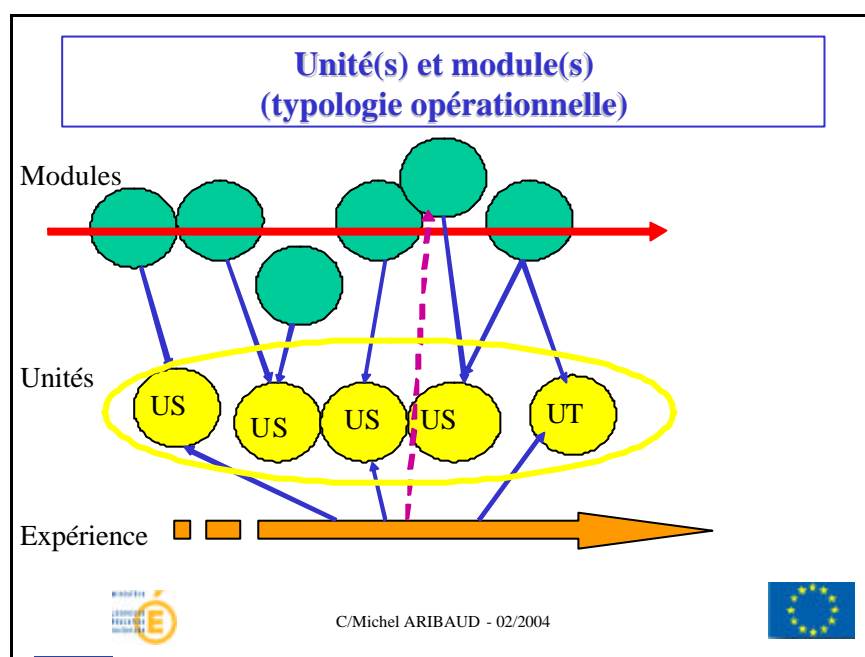 Unité(s) et module(s)
(typologie opérationnelle)
Modules
Unités
US
US
US
US
UT
Expérience
C/Michel ARIBAUD - 02/2004